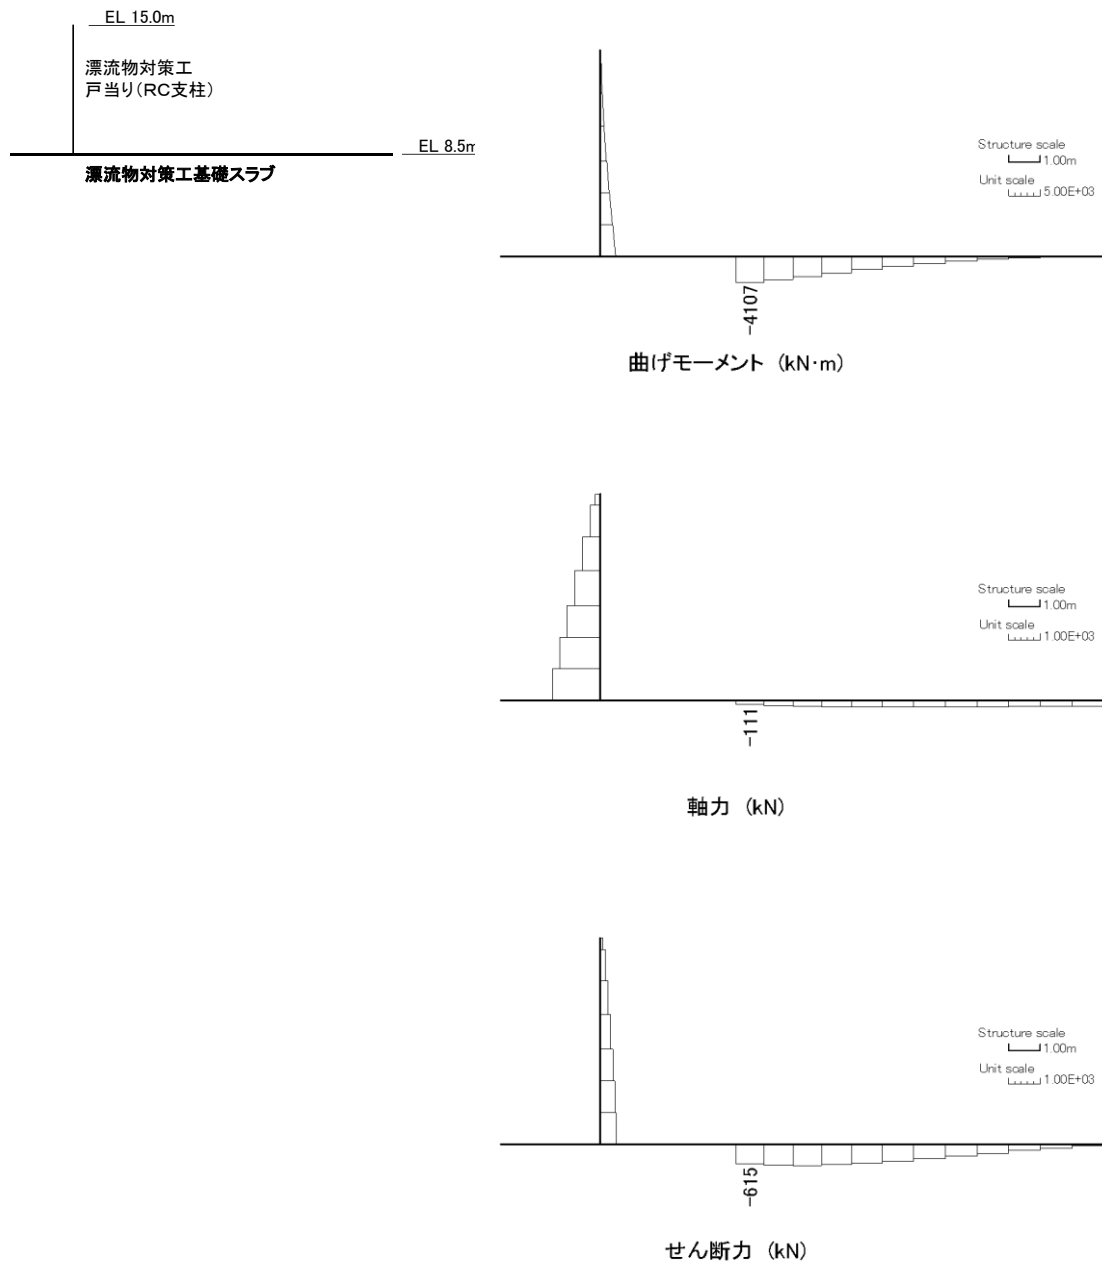 EL 15.0m
漂流物対策工
戸当り(RC支柱)
EL 8.5m
漂流物対策工基礎スラブ
Structure scale
1.00m
Unit scale
5.00E+03
-4107
曲げモーメント (kN·m)
Structure scale
1.00m
Unit scale
1.00E+03
-111
軸力 (kN)
Structure scale
1.00m
Unit scale
1.00E+03
-615
せん断力 (kN)